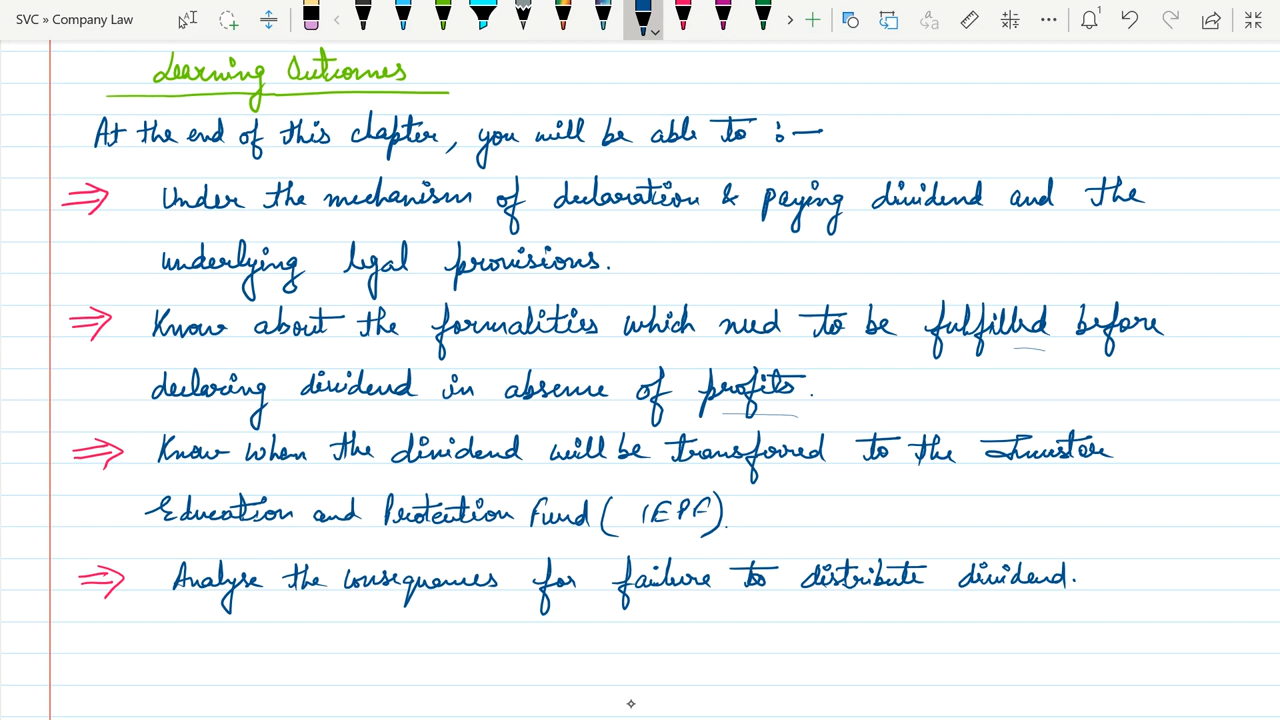 SVC » Company Law
Learning Outcomes
At the end of this chapter, you will be able to :-
⇒ Under the mechanism of declaration & paying dividend and the
underlying legal provisions.
⇒ Know about the formalities which need to be fulfilled before
declaring dividend in absense of profits.
⇒ Know when the dividend will be transferred to the Investor
Education and Protection Fund ( IEPF).
⇒ Analyse the consequences for failure to distribute dividend.